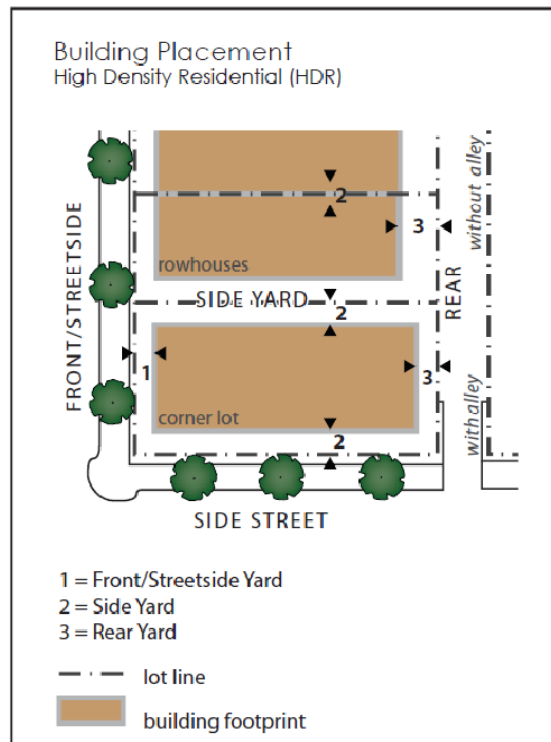 Building Placement
High Density Residential (HDR)
without alley
2
3
FRONT/STREETSIDE
rowhouses
SIDE YARD
REAR
2
1
3
corner lot
with alley
2
SIDE STREET
1 = Front/Streetside Yard
2 = Side Yard
3 = Rear Yard
lot line
building footprint